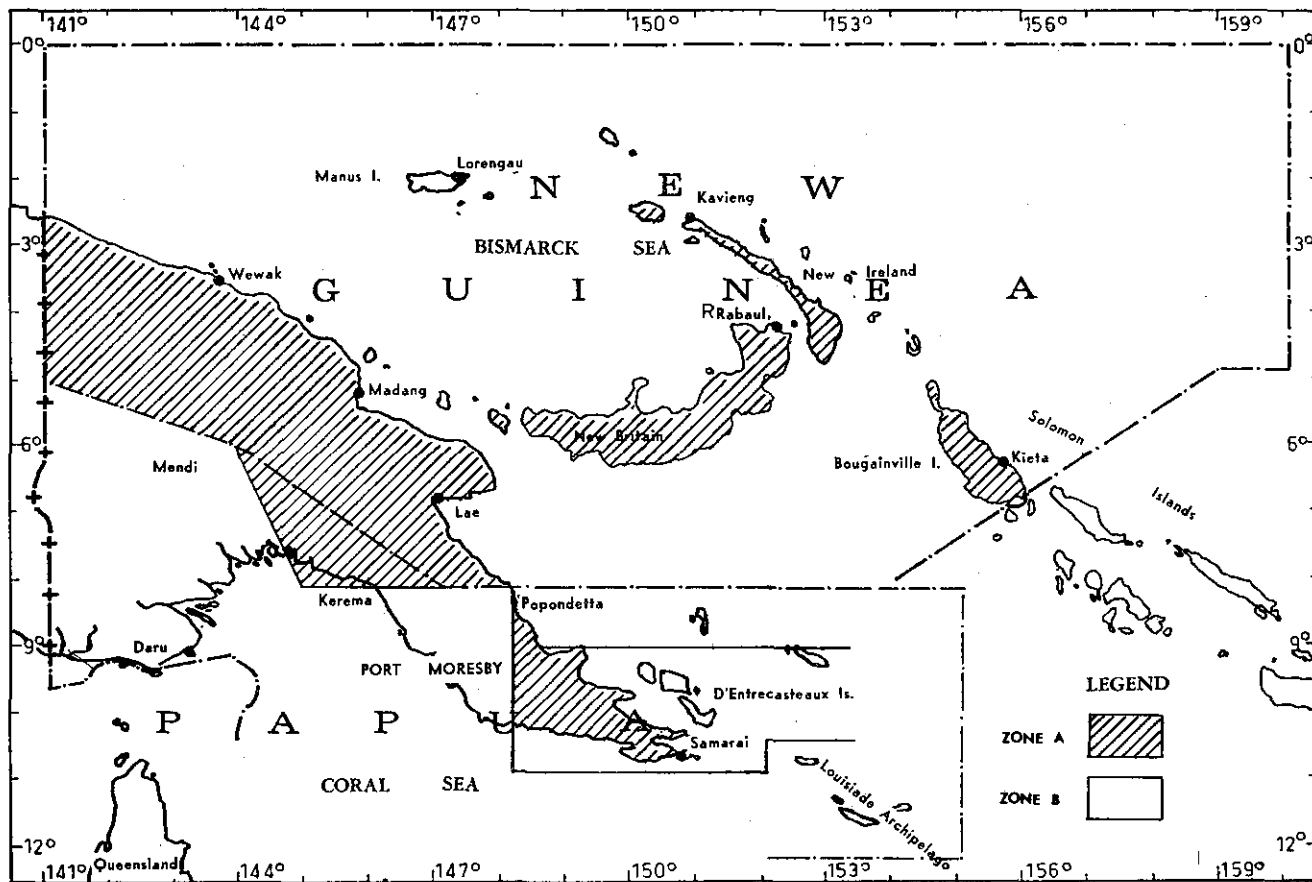 141° 144° 147° 150° 153° 156° 159°
0° 0°
Manus I. Lorengau
N E W
Kavieng
3° BISMARCK SEA 3°
Wewak New Ireland
G U I N E A
RRabaul,
Madang
New Britain
Solomon
6° 6°
Mendi
Bougainville I. Kieta
Lae
Islands
Kerema Popondetta
9° Daru 9°
PORT MORESBY
D'Entrecasteaux Is.
LEGEND
P A P U A
Samarai
ZONE A
CORAL SEA
ZONE B
Louisiade Archipelago
12° 12°
Queensland
141° 144° 147° 150° 153° 156° 159°